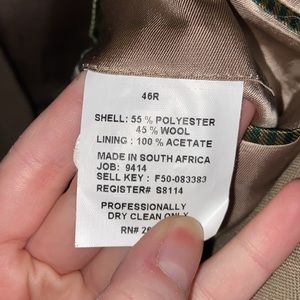 46R
SHELL: 55 % POLYESTER
45 % WOOL
LINING : 100 % ACETATE
MADE IN SOUTH AFRICA
JOB: 9414
SELL KEY : F50-083383
REGISTER# S8114
PROFESSIONALLY
DRY CLEAN ONLY
RN#